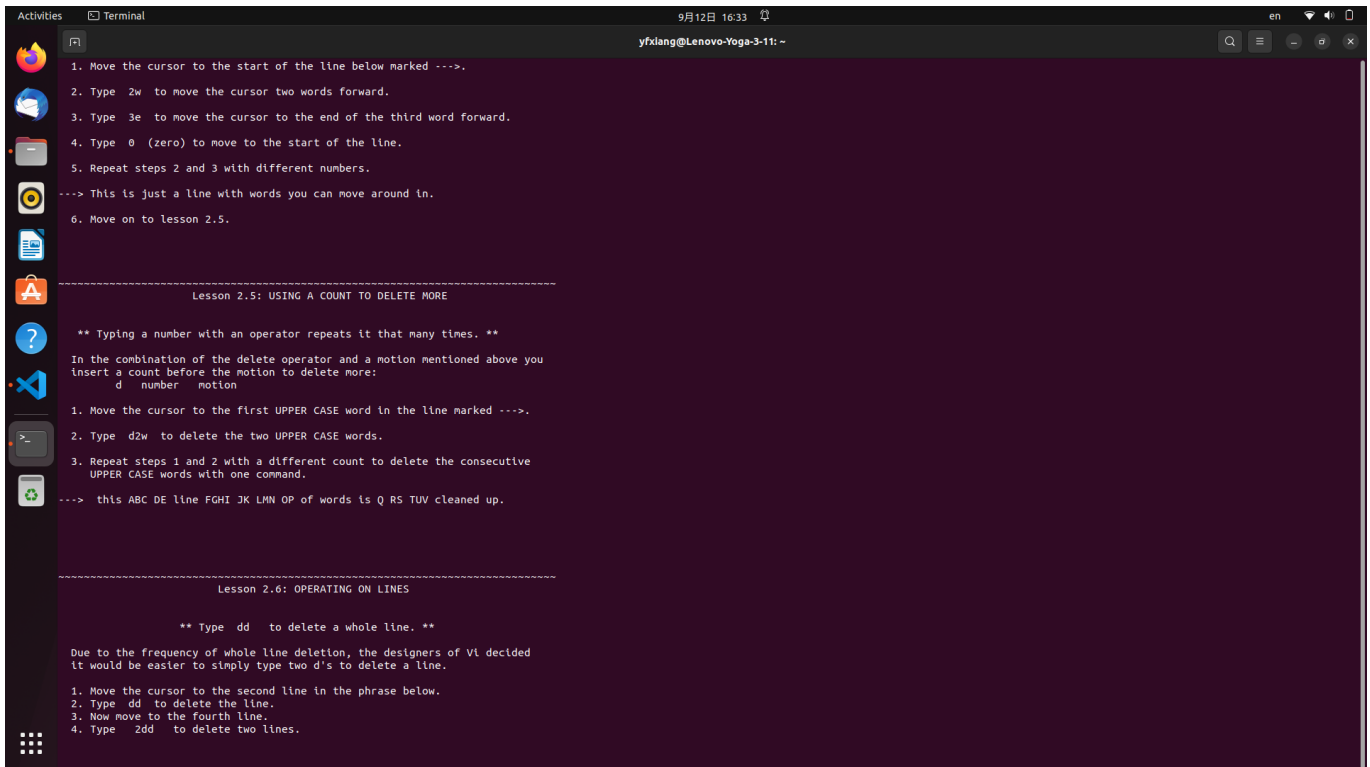 Activities Terminal 9月12日 16:33 en
yfxiang@Lenovo-Yoga-3-11: ~
1. Move the cursor to the start of the line below marked --->.
2. Type 2w to move the cursor two words forward.
3. Type 3e to move the cursor to the end of the third word forward.
4. Type 0 (zero) to move to the start of the line.
5. Repeat steps 2 and 3 with different numbers.
---> This is just a line with words you can move around in.
6. Move on to lesson 2.5.
~~~~~~~~~~~~~~~~~~~~~~~~~~~~~~~~~~~~~~~~~~~~~~~~~~~~~~~~~~~~~~~~~~~~~~~~~~~~~~
Lesson 2.5: USING A COUNT TO DELETE MORE
** Typing a number with an operator repeats it that many times. **
In the combination of the delete operator and a motion mentioned above you
insert a count before the motion to delete more:
d number motion
1. Move the cursor to the first UPPER CASE word in the line marked --->.
2. Type d2w to delete the two UPPER CASE words.
3. Repeat steps 1 and 2 with a different count to delete the consecutive
UPPER CASE words with one command.
---> this ABC DE line FGHI JK LMN OP of words is Q RS TUV cleaned up.
~~~~~~~~~~~~~~~~~~~~~~~~~~~~~~~~~~~~~~~~~~~~~~~~~~~~~~~~~~~~~~~~~~~~~~~~~~~~~~
Lesson 2.6: OPERATING ON LINES
** Type dd to delete a whole line. **
Due to the frequency of whole line deletion, the designers of Vi decided
it would be easier to simply type two d's to delete a line.
1. Move the cursor to the second line in the phrase below.
2. Type dd to delete the line.
3. Now move to the fourth line.
4. Type 2dd to delete two lines.